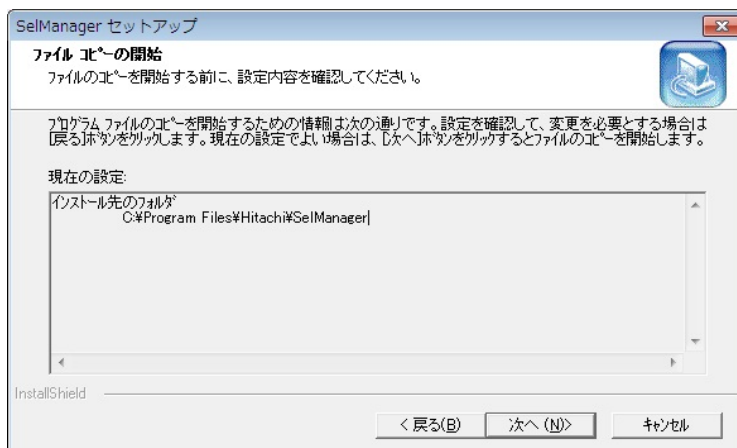 SelManager セットアップ
ファイル コピーの開始
ファイルのコピーを開始する前に、設定内容を確認してください。
プログラム ファイルのコピーを開始するための情報は次の通りです。設定を確認して、変更を必要とする場合は
[戻る]ボタンをクリックします。現在の設定でよい場合は、[次へ]ボタンをクリックするとファイルのコピーを開始します。
現在の設定:
インストール先のフォルダ
C:¥Program Files¥Hitachi¥SelManager
InstallShield
< 戻る(B)
次へ (N)>
キャンセル